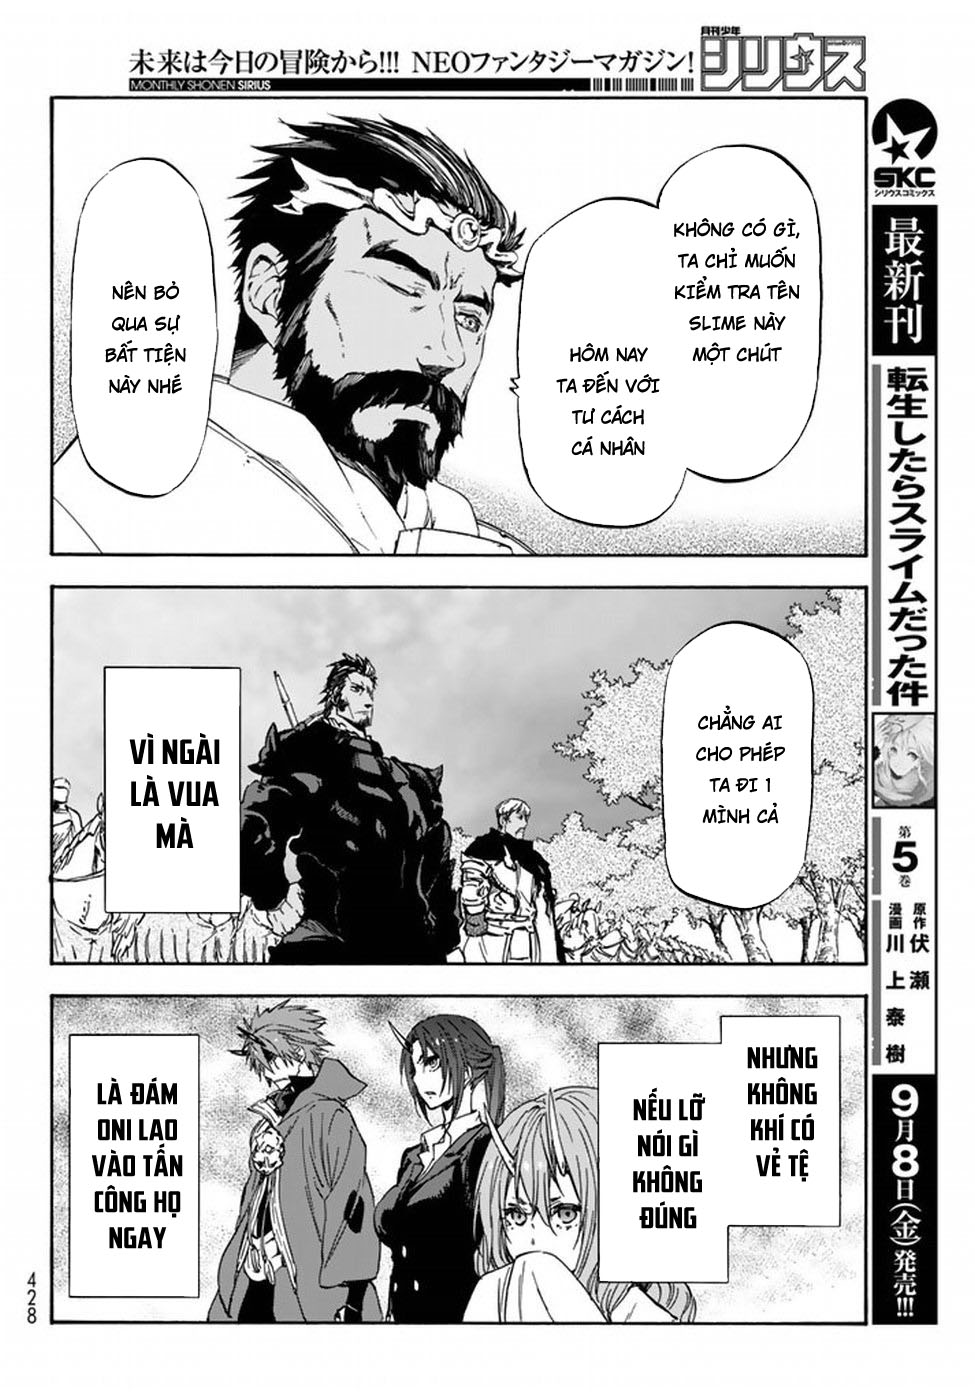 未来は今日の冒険から!!! NEOファンタジーマガジン!
MONTHLY SHONEN SIRIUS
月刊少年
シリウス
KHÔNG CÓ GÌ,
TA CHỈ MUỐN
KIỂM TRA TÊN
SLIME NÀY
MỘT CHÚT
HÔM NAY
TA ĐẾN VỚI
TƯ CÁCH
CÁ NHÂN
NÊN BỎ
QUA SỰ
BẤT TIỆN
NÀY NHÉ
CHẲNG AI
CHO PHÉP
TA ĐI 1
MÌNH CẢ
VÌ NGÀI
LÀ VUA
MÀ
NHƯNG
KHÔNG
KHÍ CÓ
VẺ TỆ
NẾU LỠ
NÓI GÌ
KHÔNG
ĐÚNG
LÀ ĐÁM
ONI LAO
VÀO TẤN
CÔNG HỌ
NGAY
SKC
シリウスコミックス
最新刊
転生したらスライムだった件
第5巻
原作 伏瀬
漫画 川上泰樹
9月8日(金)発売!!!
428